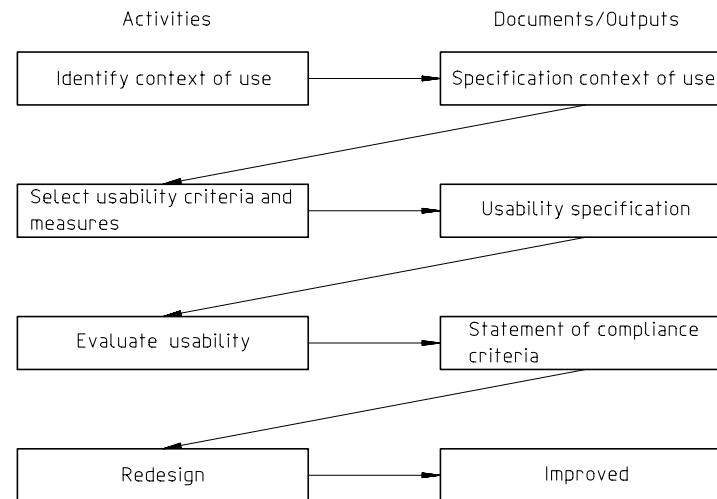 Activities
Documents/Outputs
Identify context of use
Specification context of use
Select usability criteria and
measures
Usability specification
Evaluate usability
Statement of compliance
criteria
Redesign
Improved